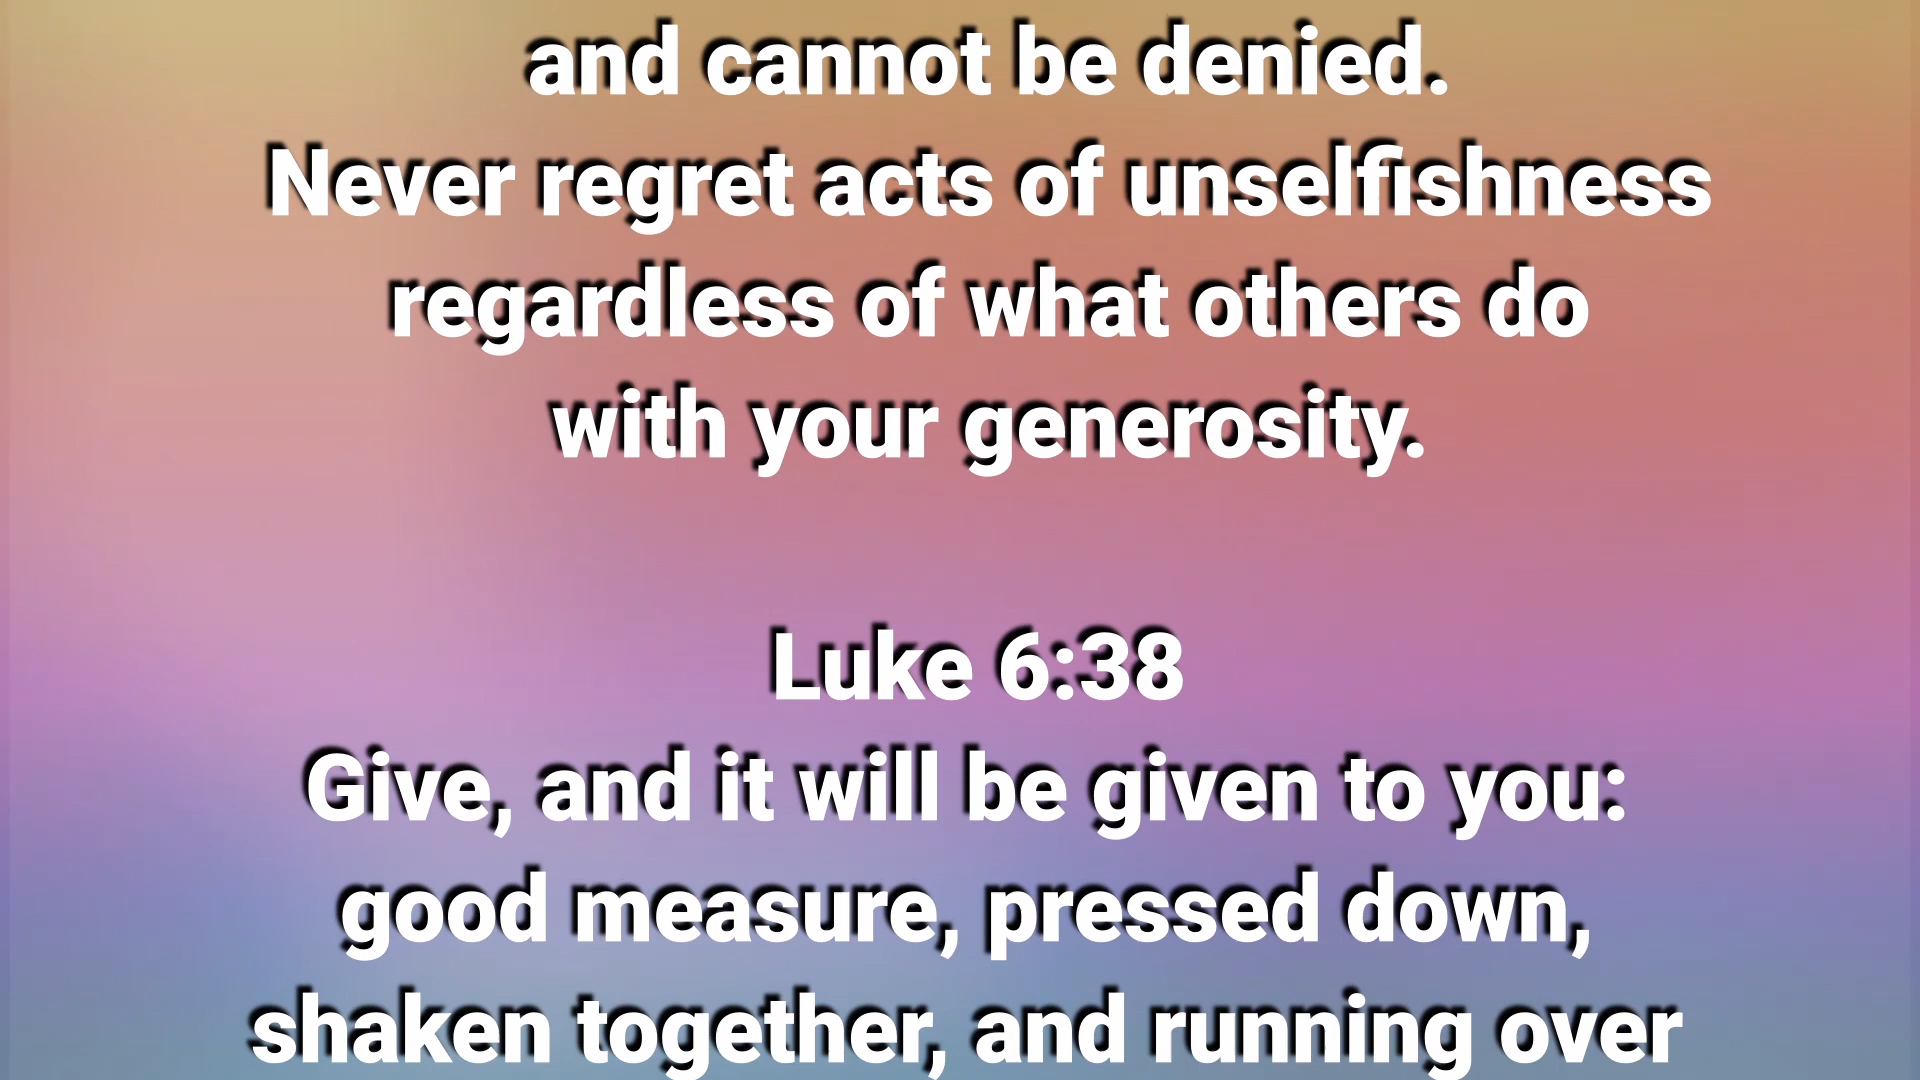 and cannot be denied.
Never regret acts of unselfishness
regardless of what others do
with your generosity.
Luke 6:38
Give, and it will be given to you:
good measure, pressed down,
shaken together, and running over